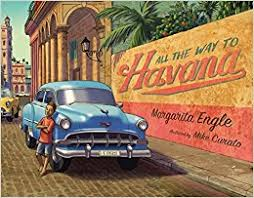 ALL THE WAY TO
Havana
Margarita Engle
Illustrated by Mike Curato